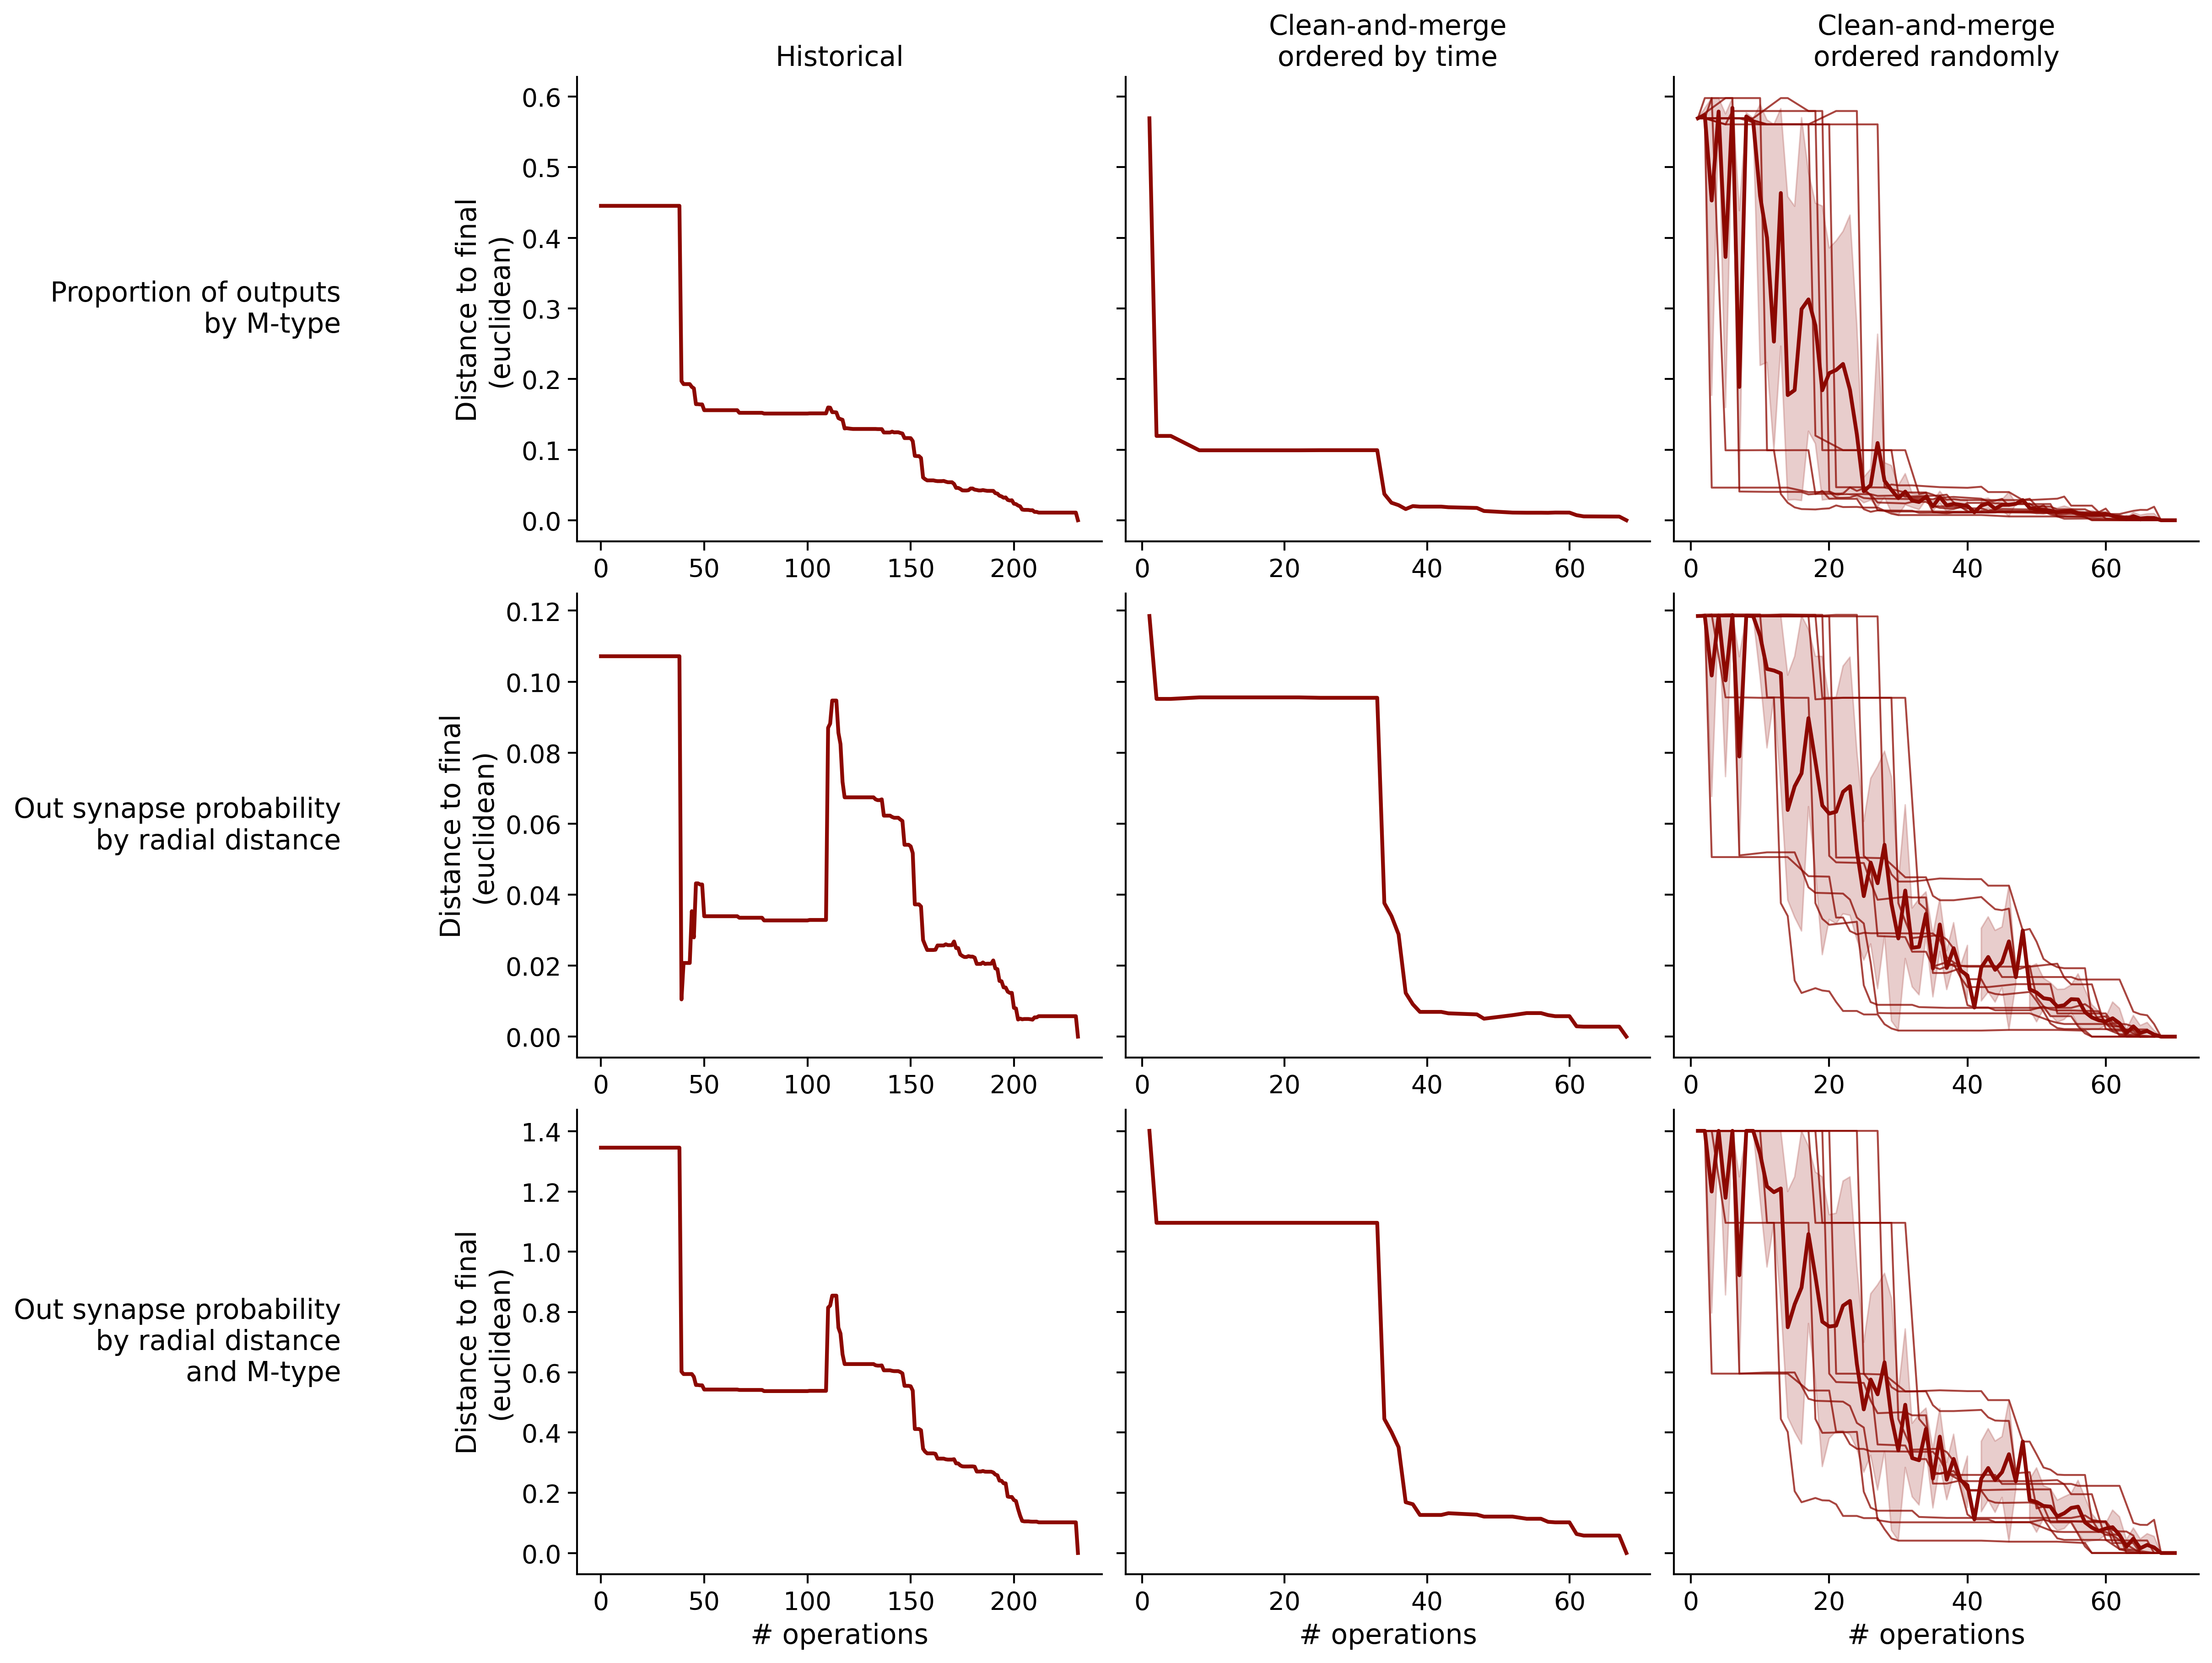 Historical
Clean-and-merge
ordered by time
Clean-and-merge
ordered randomly
Proportion of outputs
by M-type
Distance to final
(euclidean)
0.6
0.5
0.4
0.3
0.2
0.1
0.0
0 50 100 150 200
0 20 40 60
0 20 40 60
Out synapse probability
by radial distance
Distance to final
(euclidean)
0.12
0.10
0.08
0.06
0.04
0.02
0.00
0 50 100 150 200
0 20 40 60
0 20 40 60
Out synapse probability
by radial distance
and M-type
Distance to final
(euclidean)
1.4
1.2
1.0
0.8
0.6
0.4
0.2
0.0
0 50 100 150 200
0 20 40 60
0 20 40 60
# operations
# operations
# operations